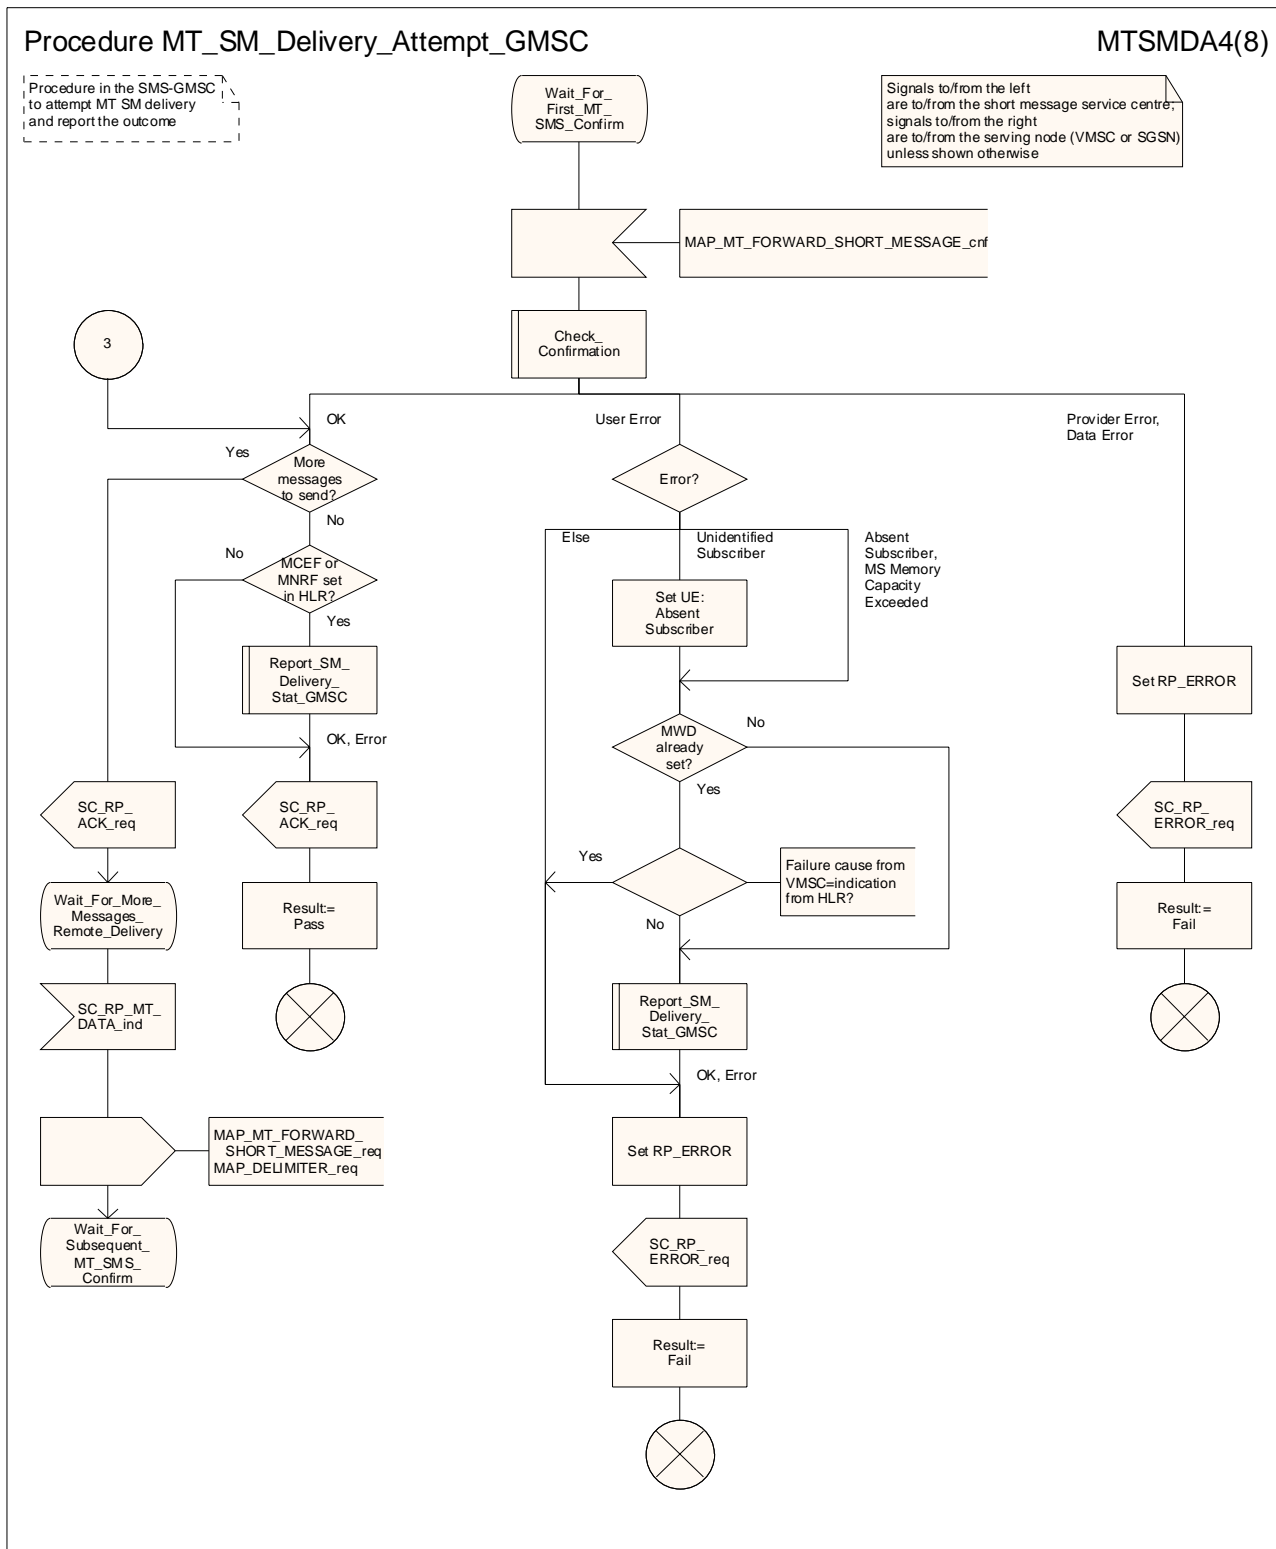 Procedure MT_SM_Delivery_Attempt_GMSC
MTSMDA4(8)
Procedure in the SMS-GMSC
to attempt MT SM delivery
and report the outcome
Wait_For_
First_MT_
SMS_Confirm
Signals to/from the left
are to/from the short message service centre;
signals to/from the right
are to/from the serving node (VMSC or SGSN)
unless shown otherwise
MAP_MT_FORWARD_SHORT_MESSAGE_cnf
Check_
Confirmation
3
OK
User Error
Provider Error,
Data Error
Yes
More
messages
to send?
Error?
No
Else
Unidentified
Subscriber
Absent
Subscriber,
MS Memory
Capacity
Exceeded
No
MCEF or
MNRF set
in HLR?
Yes
Set UE:
Absent
Subscriber
Report_SM_
Delivery_
Stat_GMSC
Set RP_ERROR
OK, Error
MWD
already
set?
No
Yes
SC_RP_
ACK_req
SC_RP_
ACK_req
SC_RP_
ERROR_req
Yes
Failure cause from
VMSC=indication
from HLR?
No
Wait_For_More_
Messages_
Remote_Delivery
Result:=
Pass
Result:=
Fail
SC_RP_MT_
DATA_ind
Report_SM_
Delivery_
Stat_GMSC
OK, Error
MAP_MT_FORWARD_
SHORT_MESSAGE_req
MAP_DELIMITER_req
Set RP_ERROR
Wait_For_
Subsequent_
MT_SMS_
Confirm
SC_RP_
ERROR_req
Result:=
Fail